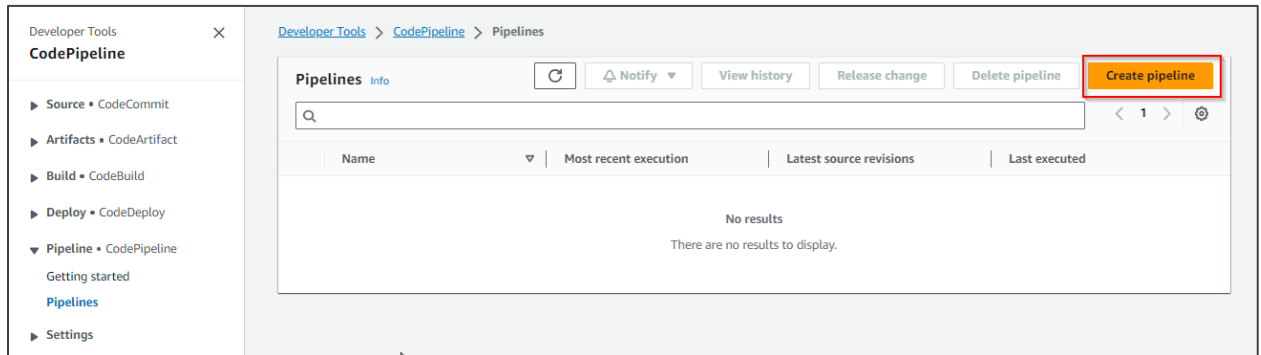 Developer Tools
CodePipeline
Source • CodeCommit
Artifacts • CodeArtifact
Build • CodeBuild
Deploy • CodeDeploy
Pipeline • CodePipeline
Getting started
Pipelines
Settings
Developer Tools > CodePipeline > Pipelines
Pipelines Info
Notify View history Release change Delete pipeline Create pipeline
1
Name Most recent execution Latest source revisions Last executed
No results
There are no results to display.